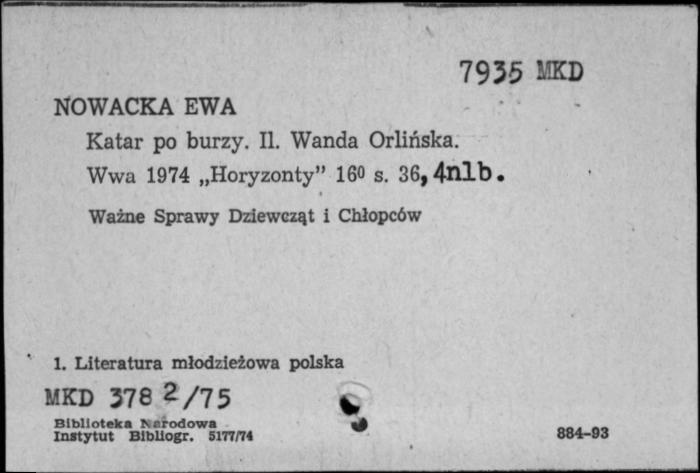 7935 MKD
NOWACKA EWA
Katar po burzy. Il. Wanda Orlińska.
Wwa 1974 „Horyzonty” 16⁰ s. 36, 4nlb.
Ważne Sprawy Dziewcząt i Chłopców
1. Literatura młodzieżowa polska
MKD 378 2/75
Biblioteka Narodowa
Instytut Bibliogr. 5177/74
884-93